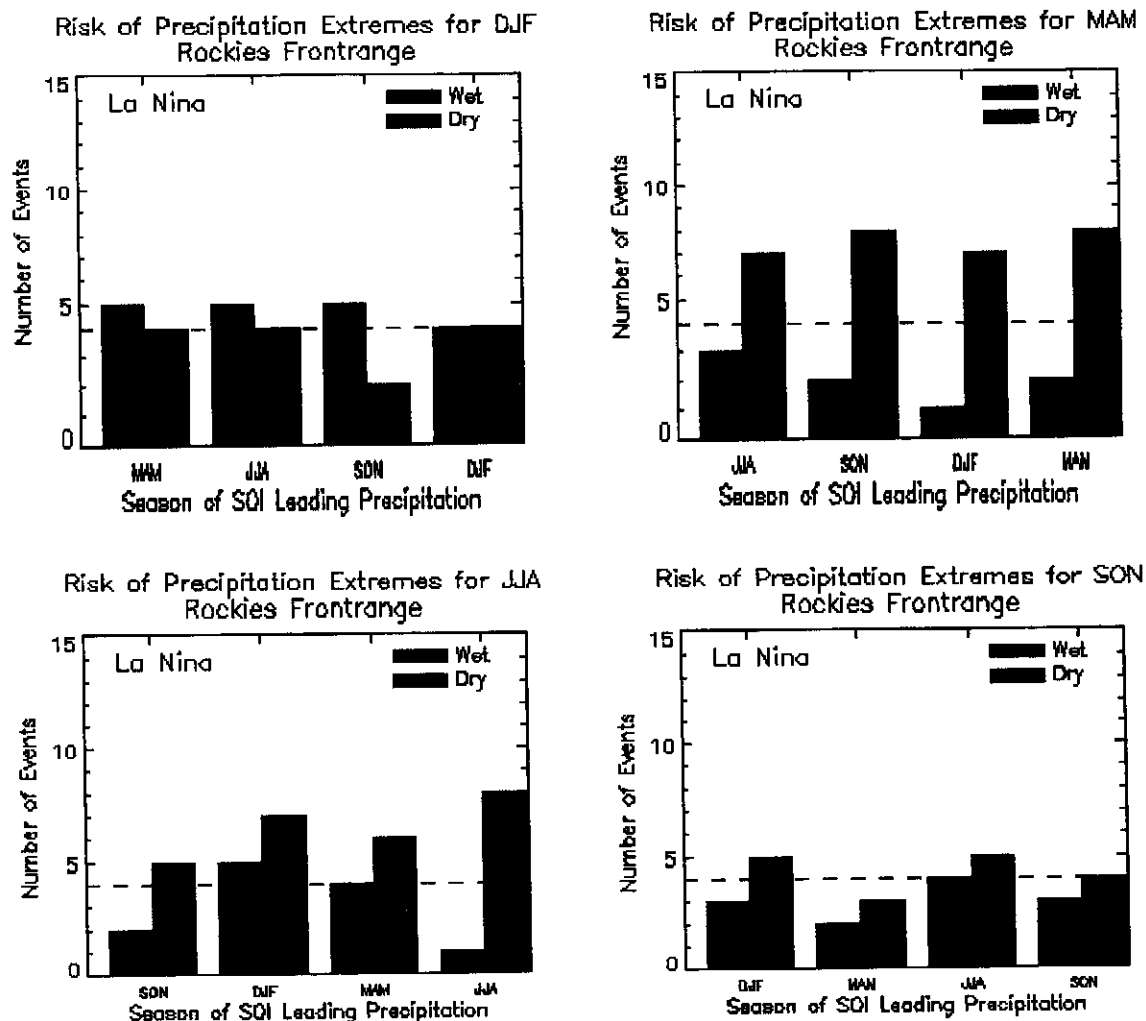 Risk of Precipitation Extremes for DJF
Rockies Frontrange
La Nina
Wet
Dry
15
10
5
0
Number of Events
MAM JJA SON DJF
Season of SOI Leading Precipitation
Risk of Precipitation Extremes for MAM
Rockies Frontrange
La Nina
Wet
Dry
15
10
5
0
Number of Events
JJA SON DJF MAN
Season of SOI Leading Precipitation
Risk of Precipitation Extremes for JJA
Rockies Frontrange
La Nina
Wet
Dry
15
10
5
0
Number of Events
SON DJF MAM JJA
Season of SOI Leading Precipitation
Risk of Precipitation Extremes for SON
Rockies Frontrange
La Nina
Wet
Dry
15
10
5
0
Number of Events
DJF MAN JJA SON
Season of SOI Leading Precipitation